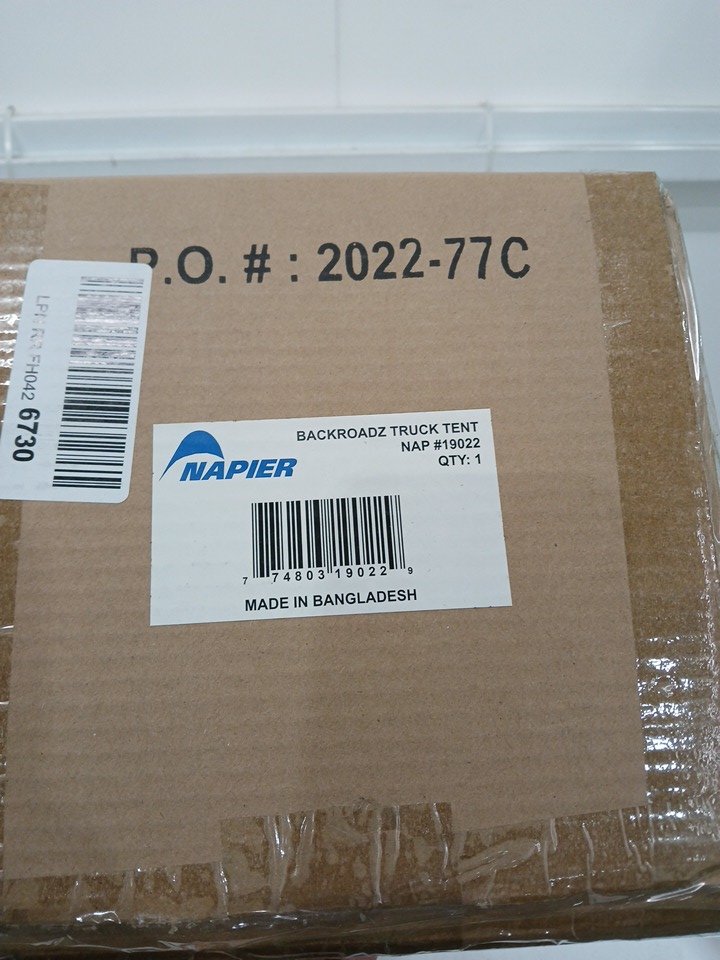 P.O. # : 2022-77C
FH042 6730
NAPIER
BACKROADZ TRUCK TENT
NAP #19022
QTY: 1
7 74803 19022 9
MADE IN BANGLADESH